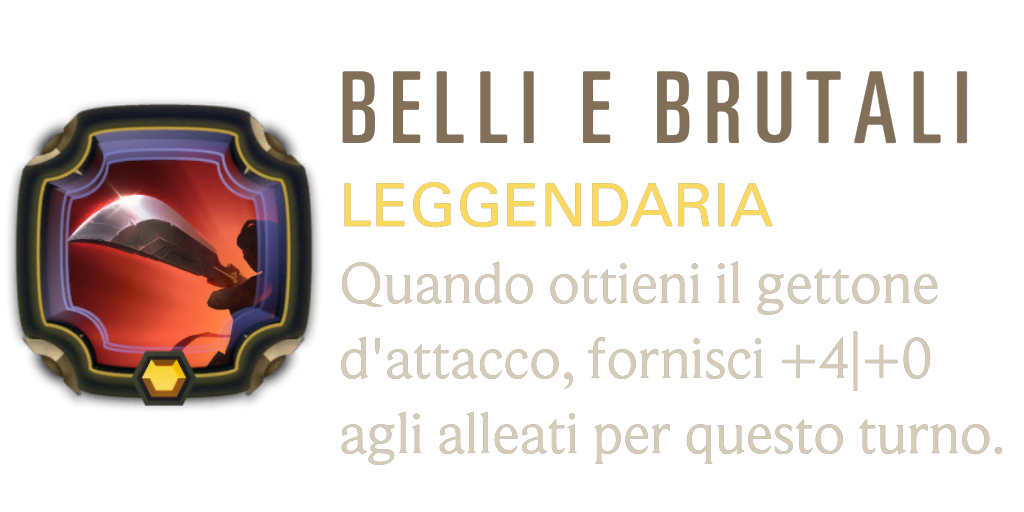 BELLI E BRUTALI
LEGGENDARIA
Quando ottieni il gettone
d'attacco, fornisci +4|+0
agli alleati per questo turno.